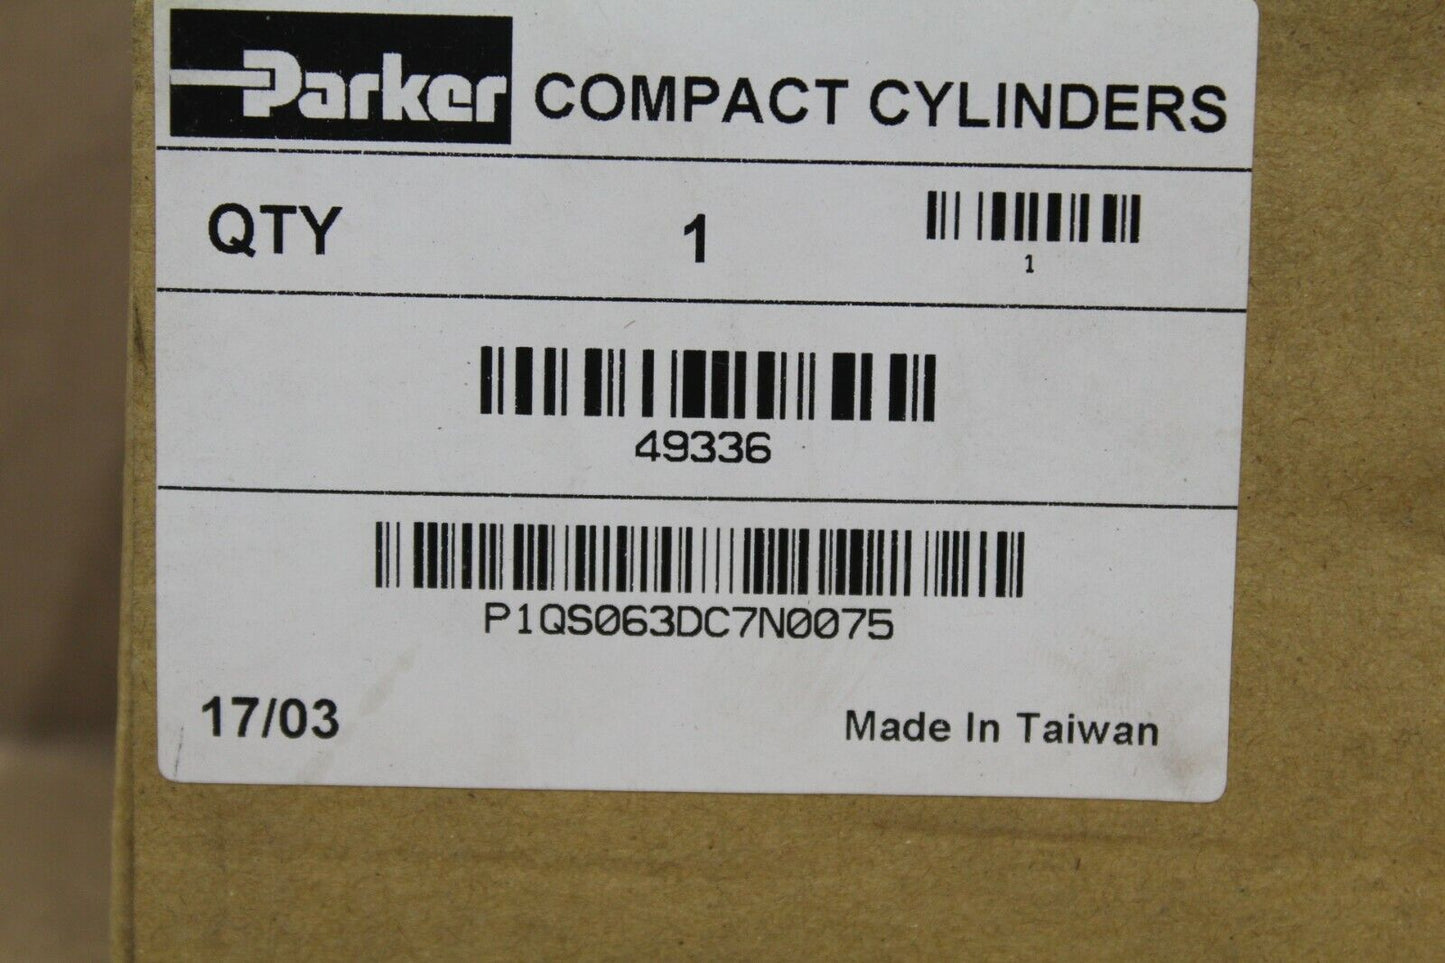 Parker COMPACT CYLINDERS
QTY 1
1
49336
P1QS063DC7N0075
17/03 Made In Taiwan